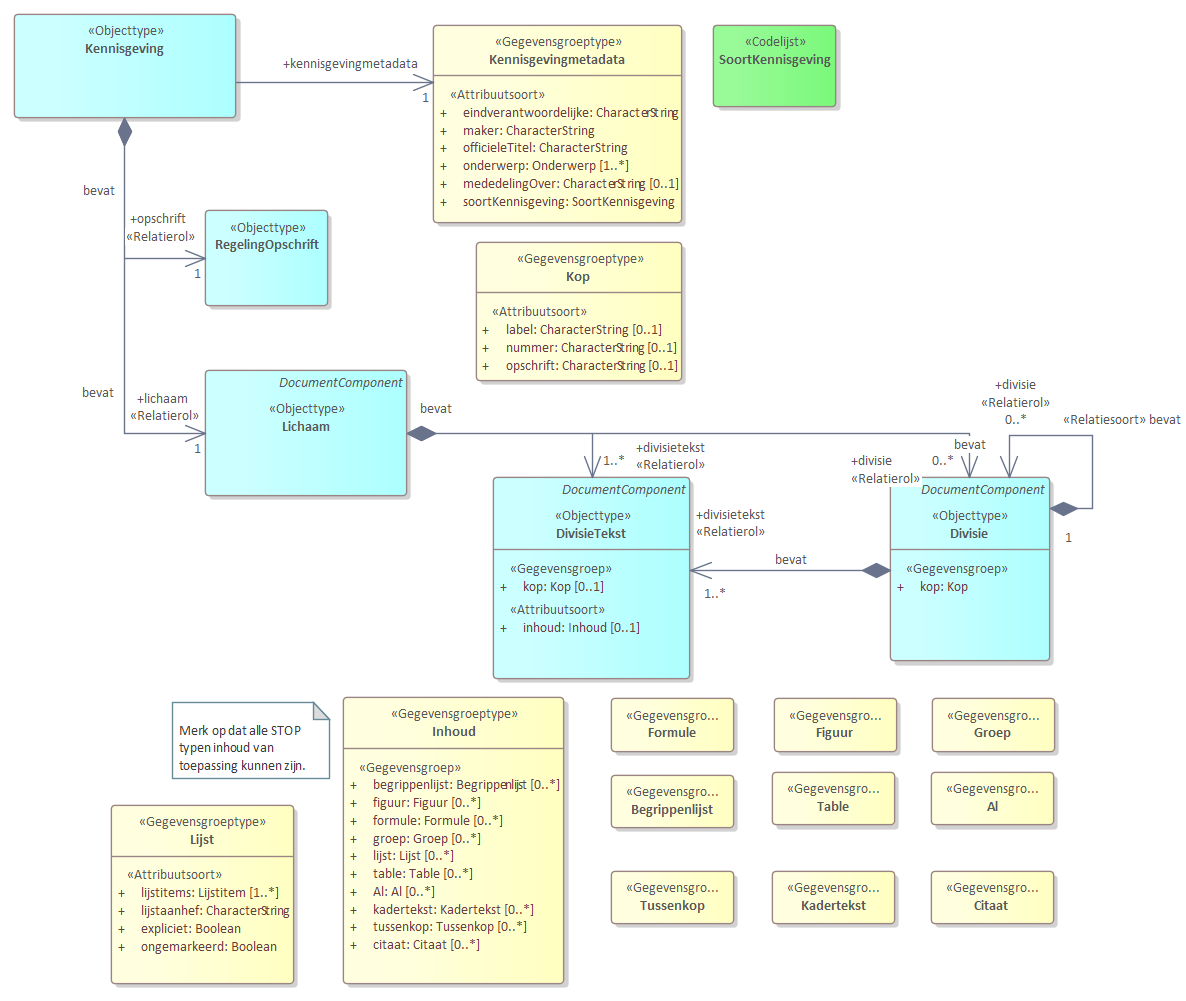 «Objecttype»
Kennisgeving
+kennisgevingmetadata
1
«Gegevensgroeptype»
Kennisgevingmetadata
«Attribuutsoort»
+ eindverantwoordelijke: CharacterString
+ maker: CharacterString
+ officieleTitel: CharacterString
+ onderwerp: Onderwerp [1..*]
+ mededelingOver: CharacterString [0..1]
+ soortKennisgeving: SoortKennisgeving
«Codelijst»
SoortKennisgeving
bevat
+opschrift
«Relatierol»
1
«Objecttype»
RegelingOpschrift
«Gegevensgroeptype»
Kop
«Attribuutsoort»
+ label: CharacterString [0..1]
+ nummer: CharacterString [0..1]
+ opschrift: CharacterString [0..1]
bevat
+lichaam
«Relatierol»
1
DocumentComponent
«Objecttype»
Lichaam
bevat
+divisietekst
«Relatierol»
1..*
bevat
+divisie
«Relatierol»
0..*
+divisie
«Relatierol»
0..*
«Relatiesoort» bevat
1
DocumentComponent
«Objecttype»
DivisieTekst
«Gegevensgroep»
+ kop: Kop [0..1]
«Attribuutsoort»
+ inhoud: Inhoud [0..1]
+divisietekst
«Relatierol»
bevat
1..*
DocumentComponent
«Objecttype»
Divisie
«Gegevensgroep»
+ kop: Kop
Merk op dat alle STOP
typen inhoud van
toepassing kunnen zijn.
«Gegevensgroeptype»
Lijst
«Attribuutsoort»
+ lijstitems: Lijstitem [1..*]
+ lijstaanhef: CharacterString
+ expliciet: Boolean
+ ongemarkeerd: Boolean
«Gegevensgroeptype»
Inhoud
«Gegevensgroep»
+ begrippenlijst: Begrippenlijst [0..*]
+ figuur: Figuur [0..*]
+ formule: Formule [0..*]
+ groep: Groep [0..*]
+ lijst: Lijst [0..*]
+ table: Table [0..*]
+ Al: Al [0..*]
+ kadertekst: Kadertekst [0..*]
+ tussenkop: Tussenkop [0..*]
+ citaat: Citaat [0..*]
«Gegevensgro...
Formule
«Gegevensgro...
Figuur
«Gegevensgro...
Groep
«Gegevensgro...
Begrippenlijst
«Gegevensgro...
Table
«Gegevensgro...
Al
«Gegevensgro...
Tussenkop
«Gegevensgro...
Kadertekst
«Gegevensgro...
Citaat